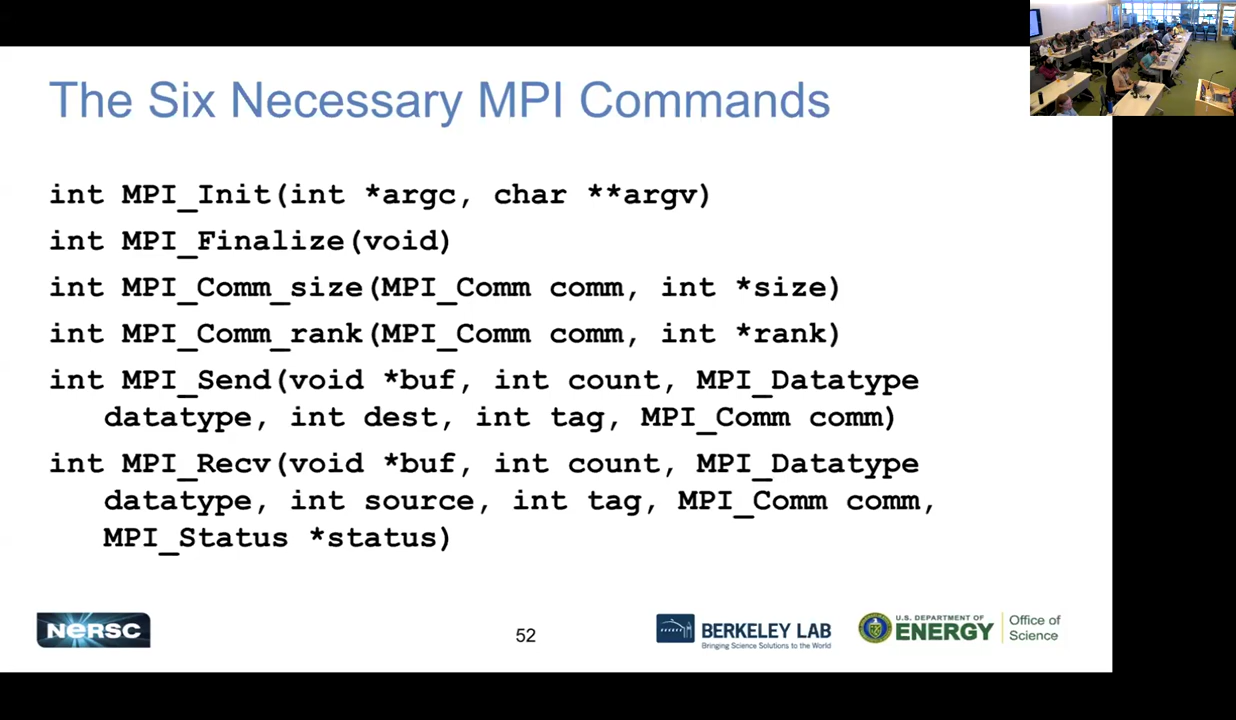 The Six Necessary MPI Commands
int MPI_Init(int *argc, char **argv)
int MPI_Finalize(void)
int MPI_Comm_size(MPI_Comm comm, int *size)
int MPI_Comm_rank(MPI_Comm comm, int *rank)
int MPI_Send(void *buf, int count, MPI_Datatype
datatype, int dest, int tag, MPI_Comm comm)
int MPI_Recv(void *buf, int count, MPI_Datatype
datatype, int source, int tag, MPI_Comm comm,
MPI_Status *status)
NERSC
52
BERKELEY LAB
Bringing Science Solutions to the World
U.S. DEPARTMENT OF
ENERGY
Office of
Science